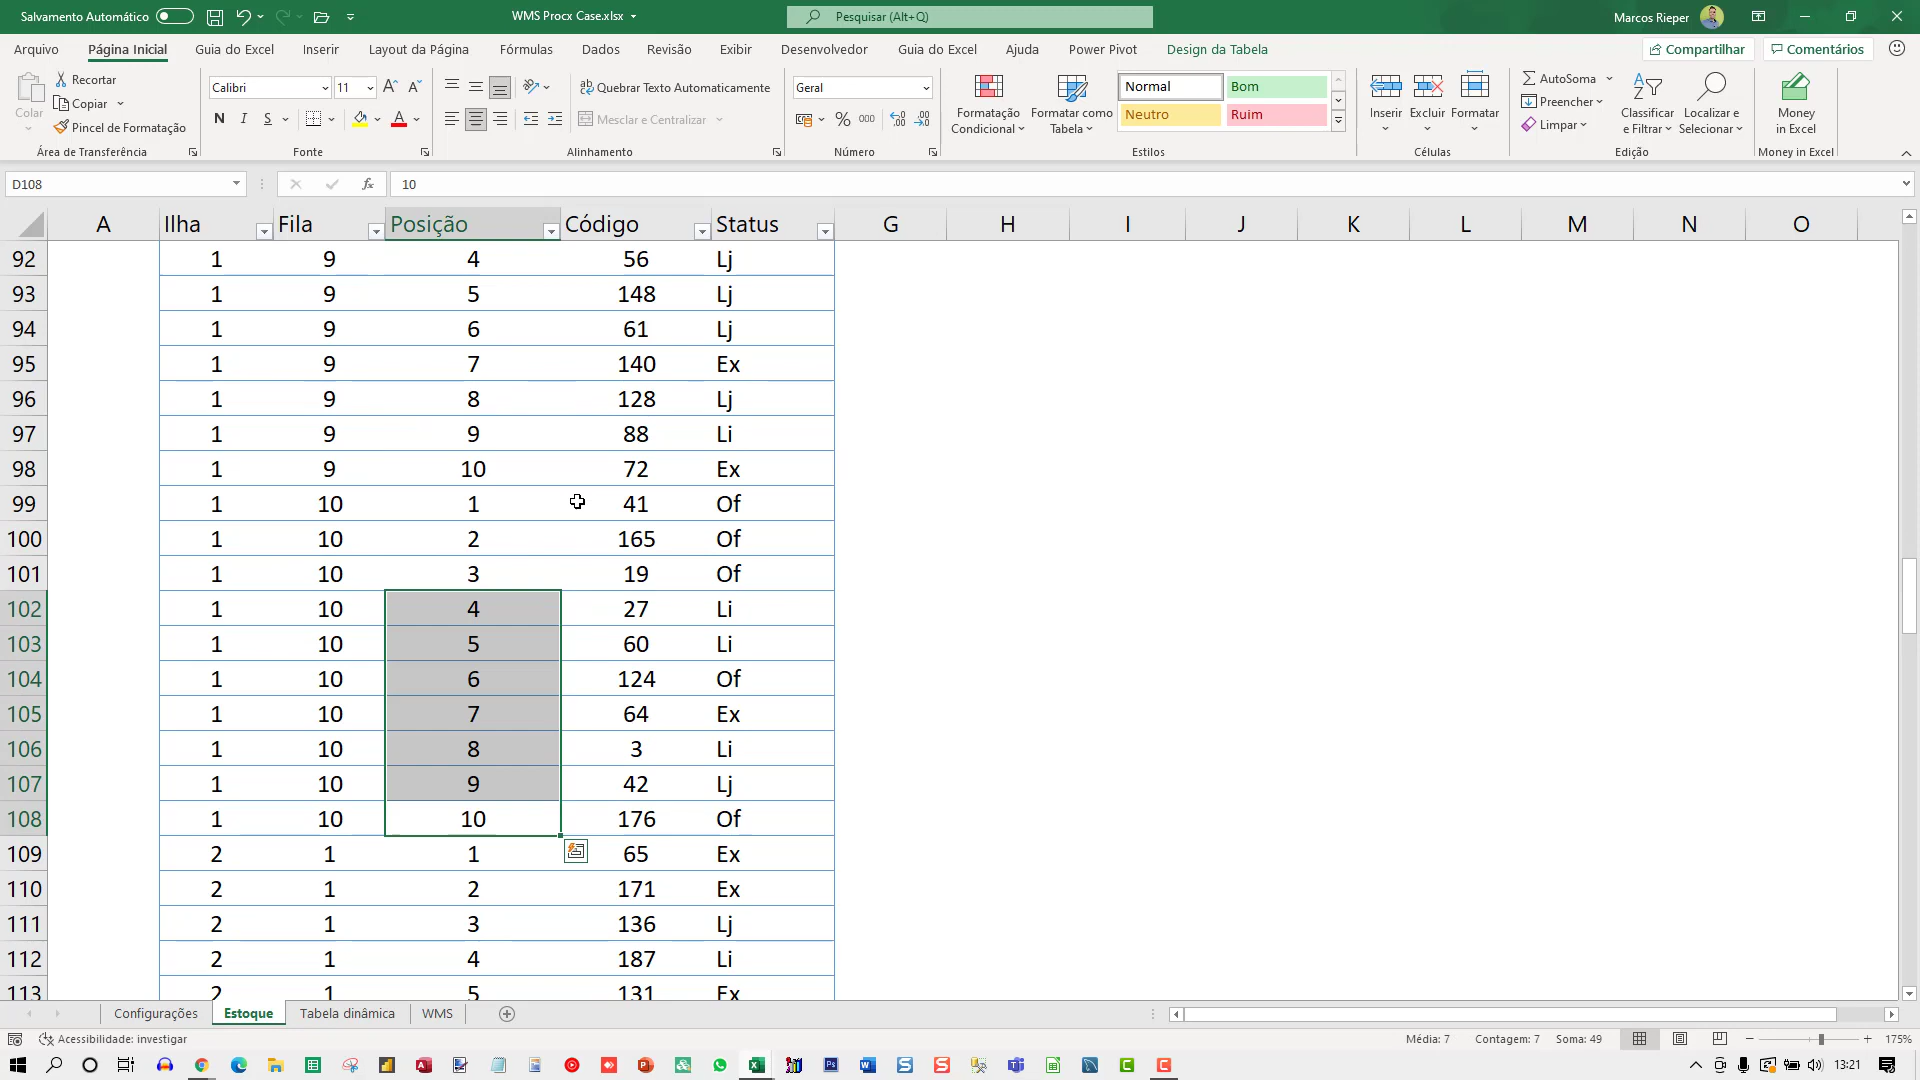 Salvamento Automático
WMS Procx Case.xlsx
Pesquisar (Alt+Q)
Marcos Rieper
Arquivo Página Inicial Guia do Excel Inserir Layout da Página Fórmulas Dados Revisão Exibir Desenvolvedor Guia do Excel Ajuda Power Pivot Design da Tabela Compartilhar Comentários
Colar
Recortar
Copiar
Pincel de Formatação
Área de Transferência
Calibri 11
N I S
Fonte
Quebrar Texto Automaticamente
Mesclar e Centralizar
Alinhamento
Geral
% 000
Número
Formatação Condicional
Formatar como Tabela
Normal Bom
Neutro Ruim
Estilos
Inserir Excluir Formatar
Células
AutoSoma
Preencher
Limpar
Classificar e Filtrar
Localizar e Selecionar
Edição
Money in Excel
Money in Excel
D108 fx 10
A Ilha Fila Posição Código Status G H I J K L M N O
92 1 9 4 56 Lj
93 1 9 5 148 Lj
94 1 9 6 61 Lj
95 1 9 7 140 Ex
96 1 9 8 128 Lj
97 1 9 9 88 Li
98 1 9 10 72 Ex
99 1 10 1 41 Of
100 1 10 2 165 Of
101 1 10 3 19 Of
102 1 10 4 27 Li
103 1 10 5 60 Li
104 1 10 6 124 Of
105 1 10 7 64 Ex
106 1 10 8 3 Li
107 1 10 9 42 Lj
108 1 10 10 176 Of
109 2 1 1 65 Ex
110 2 1 2 171 Ex
111 2 1 3 136 Lj
112 2 1 4 187 Li
113 2 1 5 131 Ex
Configurações Estoque Tabela dinâmica WMS
Acessibilidade: investigar
Média: 7 Contagem: 7 Soma: 49
175%
13:21